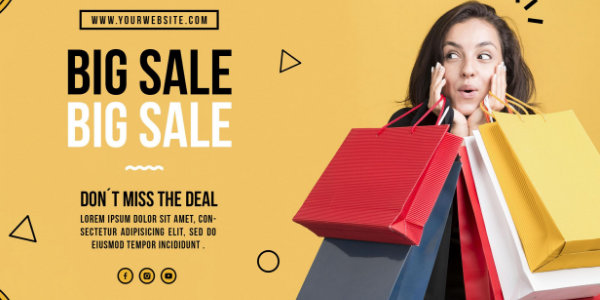 WWW.YOURWEBSITE.COM
BIG SALE
BIG SALE
DON´T MISS THE DEAL
LOREM IPSUM DOLOR SIT AMET, CON-
SECTETUR ADIPISICING ELIT, SED DO
EIUSMOD TEMPOR INCIDIDUNT .